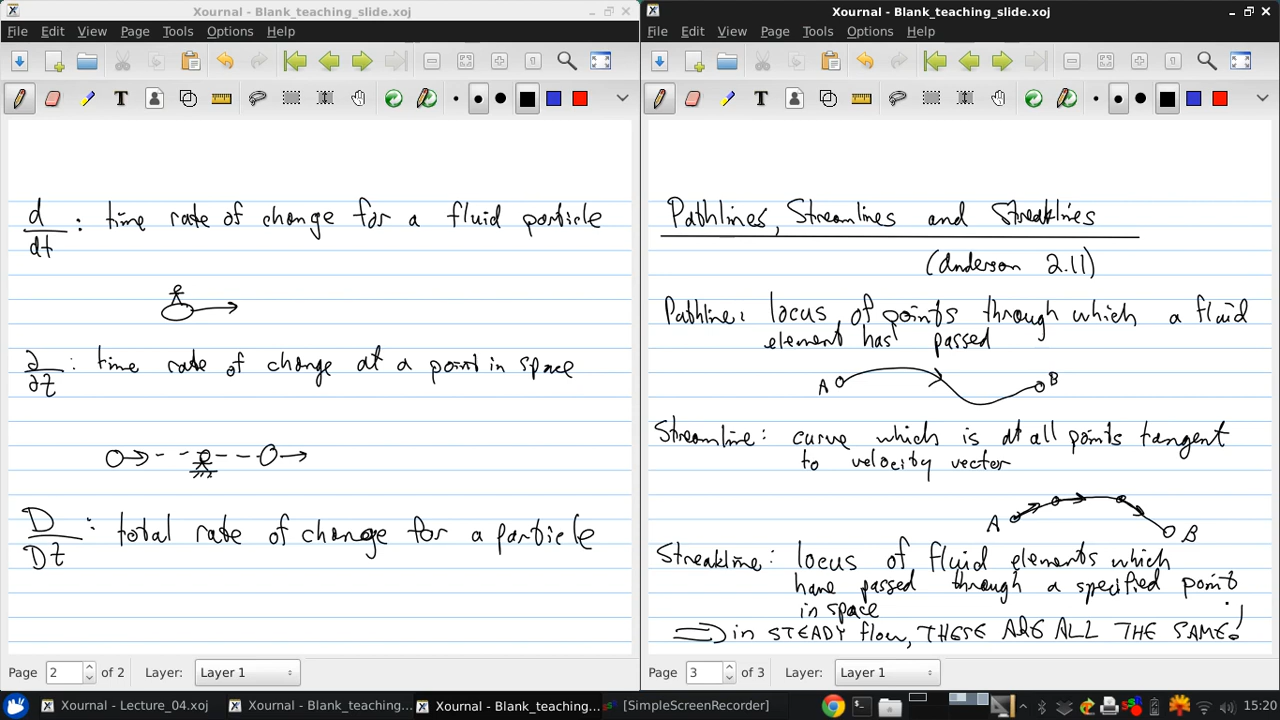 Xournal - Blank_teaching_slide.xoj
File Edit View Page Tools Options Help
d/dt : time rate of change for a fluid particle
∂/∂t : time rate of change at a point in space
D/Dt : total rate of change for a particle
Page 2 of 2 Layer: Layer 1
Xournal - Blank_teaching_slide.xoj
File Edit View Page Tools Options Help
Pathlines, Streamlines and Streaklines
(Anderson 2.11)
Pathline: locus of points through which a fluid
element has passed
A B
Streamline: curve which is at all points tangent
to velocity vector
A B
Streakline: locus of fluid elements which
have passed through a specified point
in space
⇒ in STEADY flow, THESE ARE ALL THE SAME!
Page 3 of 3 Layer: Layer 1
Xournal - Lecture_04.xoj Xournal - Blank_teaching... Xournal - Blank_teaching... [SimpleScreenRecorder] 15:20